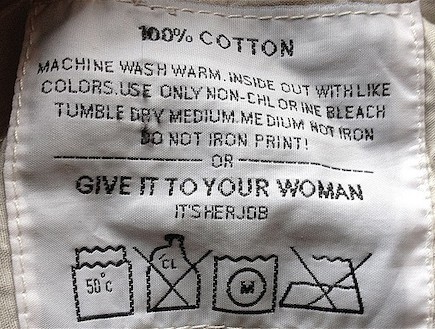 100% COTTON
MACHINE WASH WARM. INSIDE OUT WITH LIKE
COLORS.USE ONLY NON-CHLORINE BLEACH
TUMBLE DRY MEDIUM.MEDIUM HOT IRON
DO NOT IRON PRINT!
OR
GIVE IT TO YOUR WOMAN
IT'S HER JOB
50°C CL M